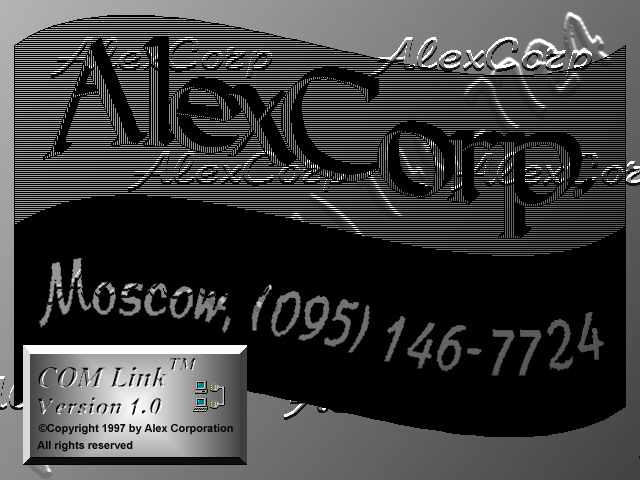 AlexCorp AlexCorp
AlexCorp.
AlexCorp AlexCo
Moscow, (095) 146-7724
COM Link™
Version 1.0
©Copyright 1997 by Alex Corporation
All rights reserved